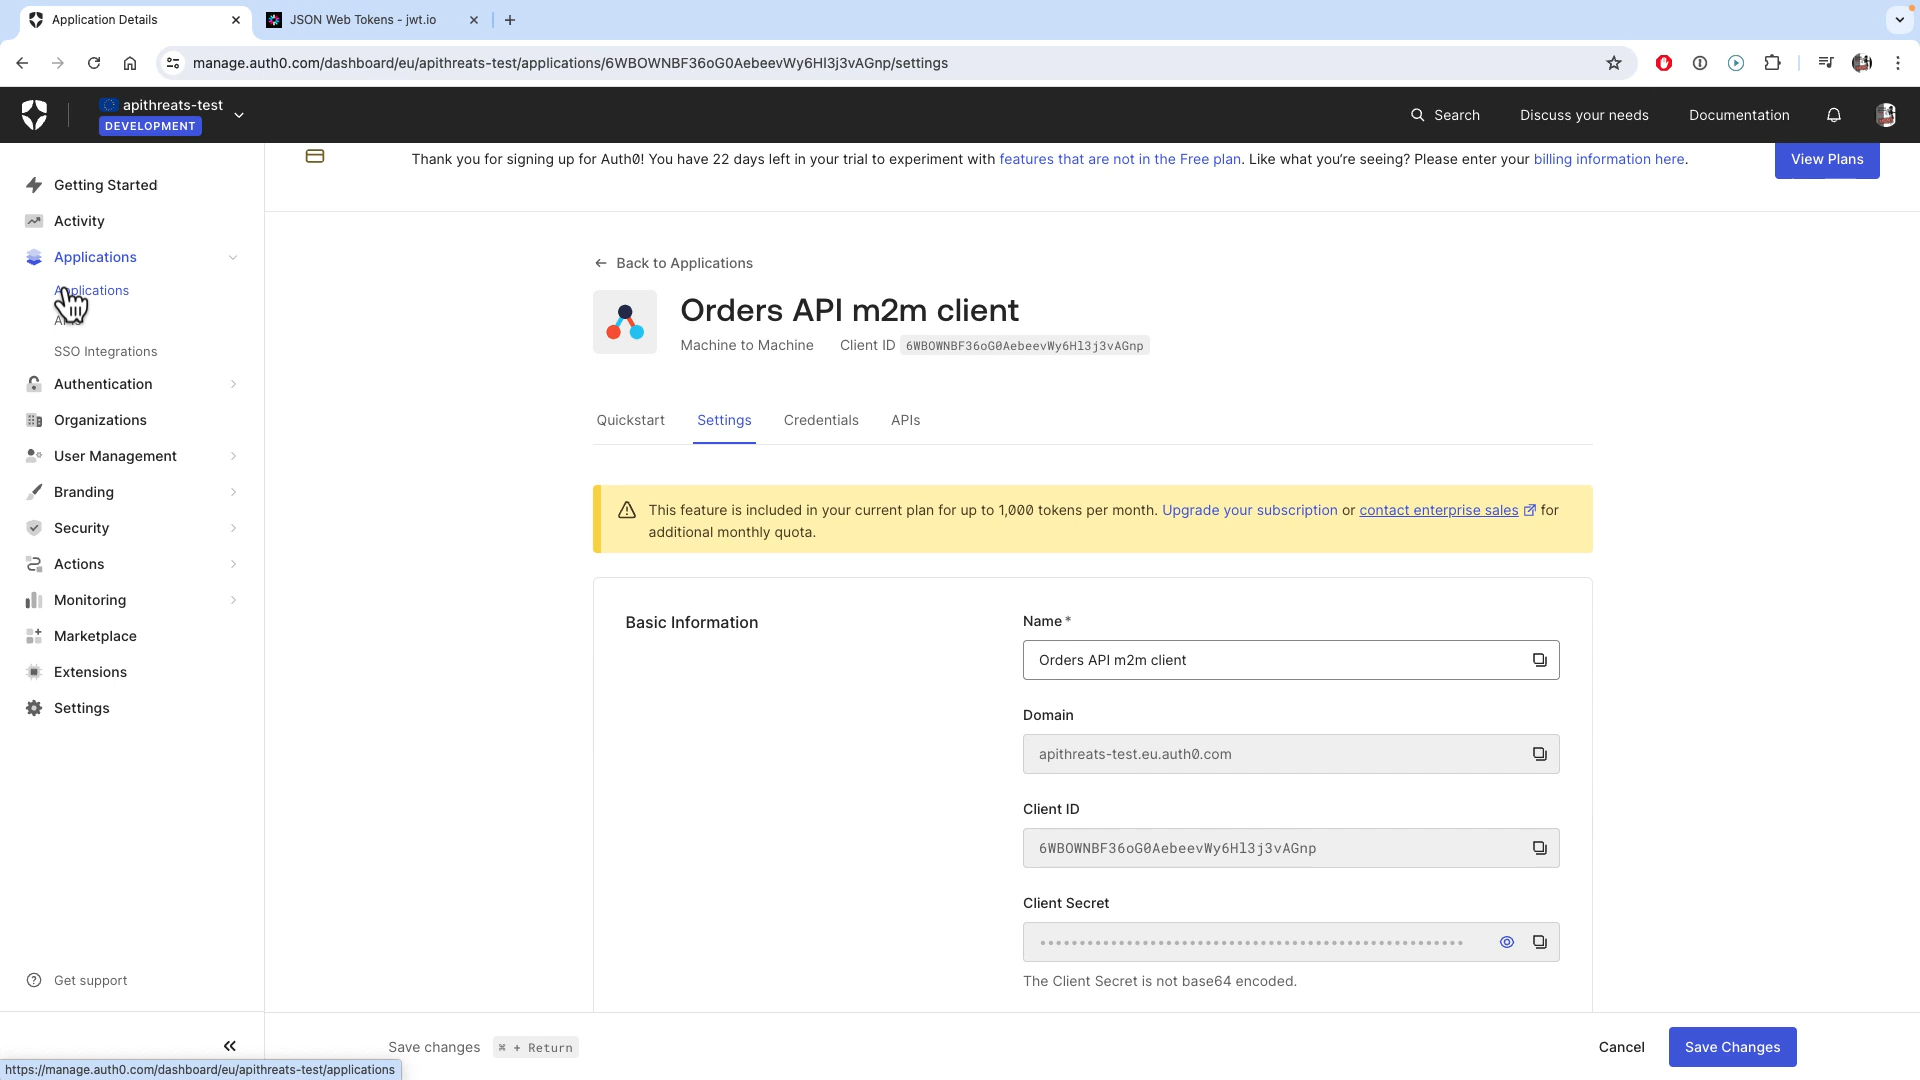 Application Details
JSON Web Tokens - jwt.io
manage.auth0.com/dashboard/eu/apithreats-test/applications/6WBOWNBF36oG0AebeevWy6Hl3j3vAGnp/settings
apithreats-test
DEVELOPMENT
Search
Discuss your needs
Documentation
Thank you for signing up for Auth0! You have 22 days left in your trial to experiment with features that are not in the Free plan. Like what you're seeing? Please enter your billing information here.
View Plans
Getting Started
Activity
Applications
Applications
SSO Integrations
Authentication
Organizations
User Management
Branding
Security
Actions
Monitoring
Marketplace
Extensions
Settings
Get support
Back to Applications
Orders API m2m client
Machine to Machine
Client ID 6WBOWNBF36oG0AebeevWy6Hl3j3vAGnp
Quickstart
Settings
Credentials
APIs
This feature is included in your current plan for up to 1,000 tokens per month. Upgrade your subscription or contact enterprise sales for
additional monthly quota.
Basic Information
Name *
Orders API m2m client
Domain
apithreats-test.eu.auth0.com
Client ID
6WBOWNBF36oG0AebeevWy6Hl3j3vAGnp
Client Secret
The Client Secret is not base64 encoded.
Save changes
⌘ + Return
Cancel
Save Changes
https://manage.auth0.com/dashboard/eu/apithreats-test/applications